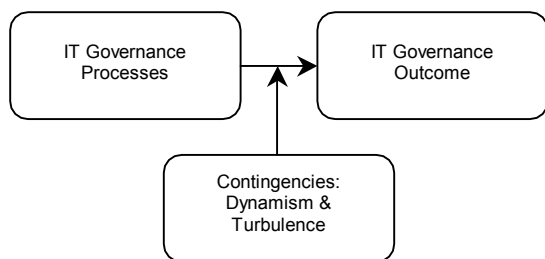 IT Governance
Processes
IT Governance
Outcome
Contingencies:
Dynamism &
Turbulence